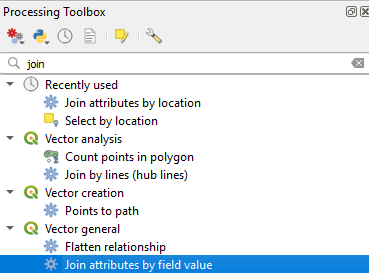 Processing Toolbox
join
Recently used
Join attributes by location
Select by location
Vector analysis
Count points in polygon
Join by lines (hub lines)
Vector creation
Points to path
Vector general
Flatten relationship
Join attributes by field value